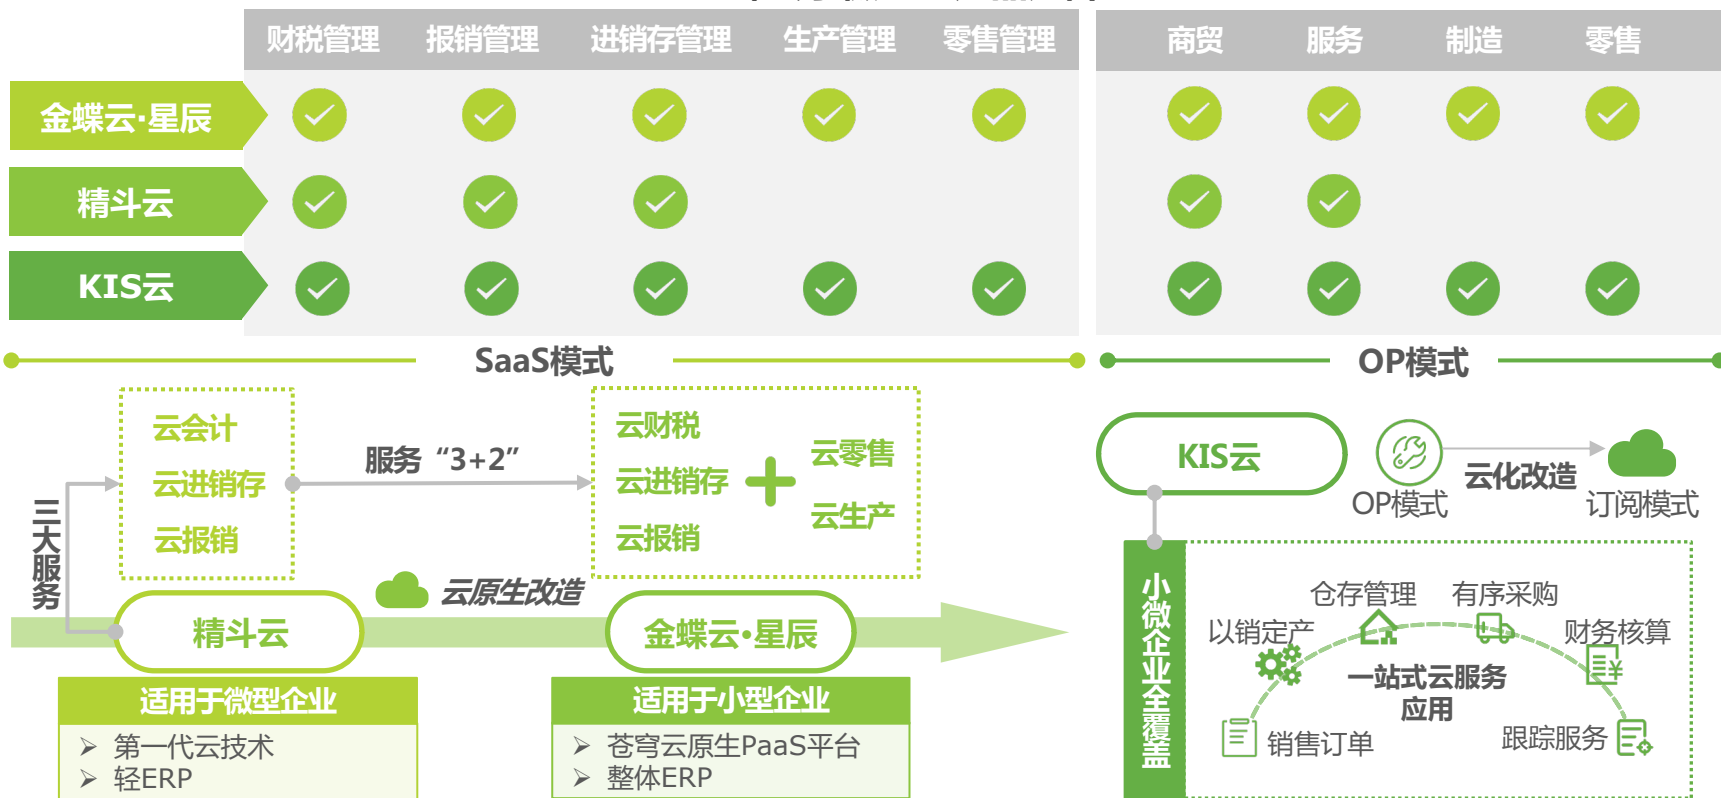 财税管理 报销管理 进销存管理 生产管理 零售管理 商贸 服务 制造 零售
金蝶云·星辰
精斗云
KIS云
SaaS模式
OP模式
云会计
云进销存
云报销
服务“3+2”
云财税
云进销存
云报销
云零售
云生产
三大服务
云原生改造
精斗云
金蝶云·星辰
适用于微型企业
第一代云技术
轻ERP
适用于小型企业
苍穹云原生PaaS平台
整体ERP
KIS云
OP模式
云化改造
订阅模式
小微企业全覆盖
仓存管理
有序采购
以销定产
财务核算
一站式云服务
应用
销售订单
跟踪服务